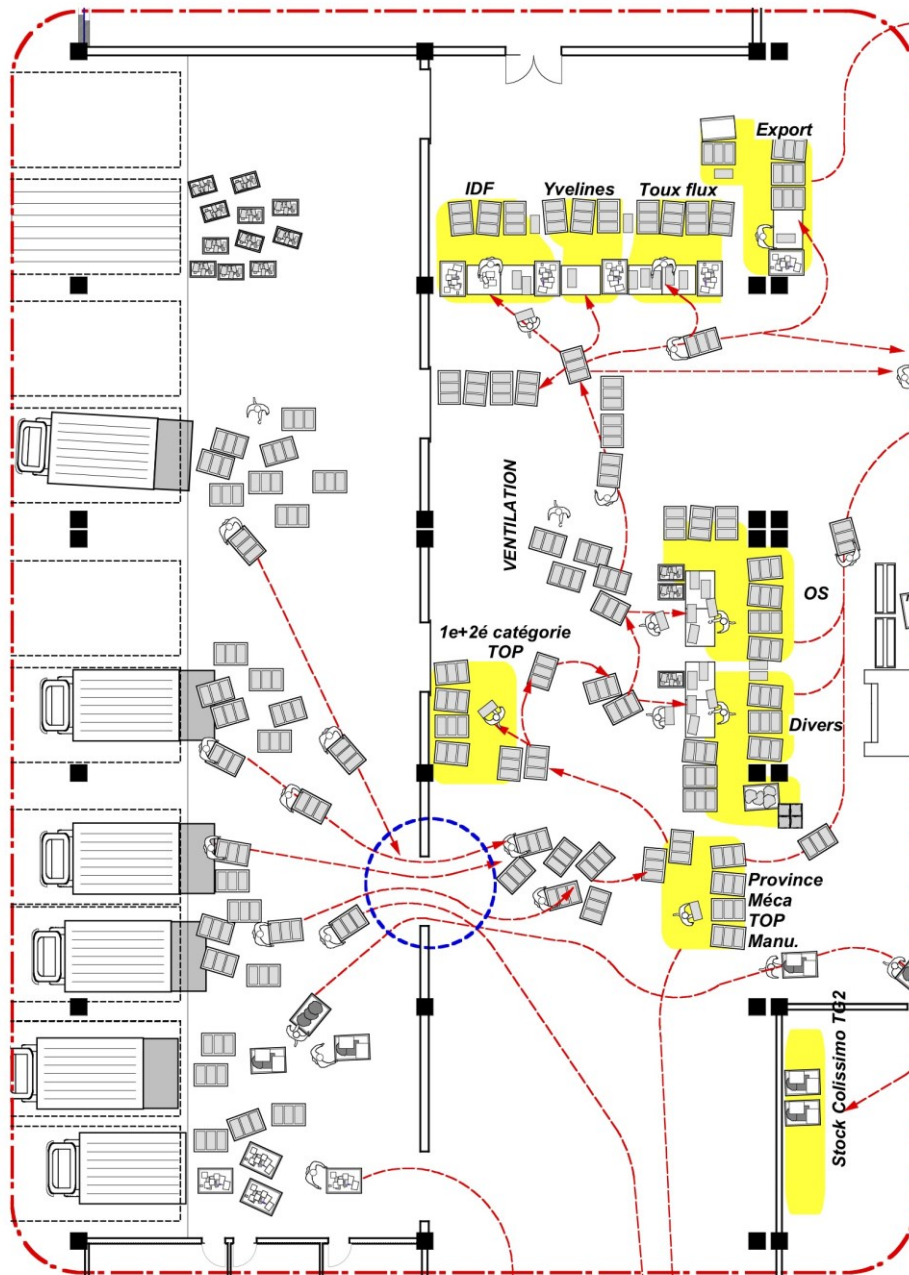 Export
IDF
Yvelines
Toux flux
VENTILATION
OS
1e+2é catégorie
TOP
Divers
Province
Méca
TOP
Manu.
Stock Colissimo TG2